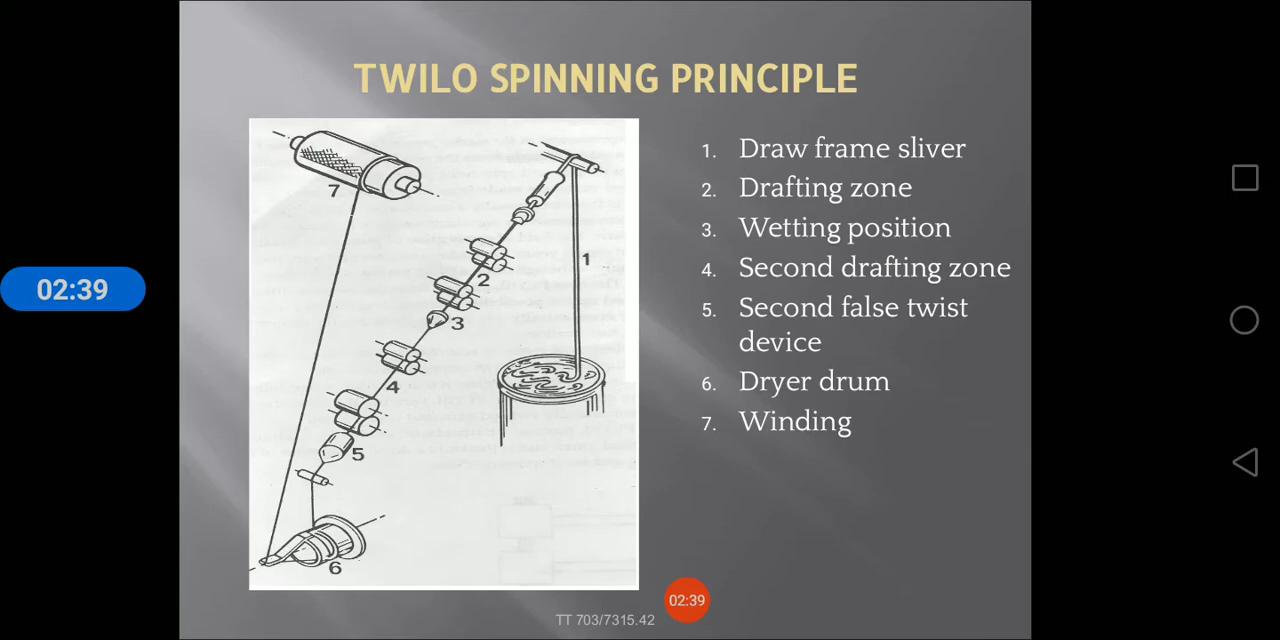 TWILO SPINNING PRINCIPLE
1. Draw frame sliver
2. Drafting zone
3. Wetting position
4. Second drafting zone
5. Second false twist
device
6. Dryer drum
7. Winding
7
1
2
3
4
5
6
02:39
02:39
TT 703/7315.42